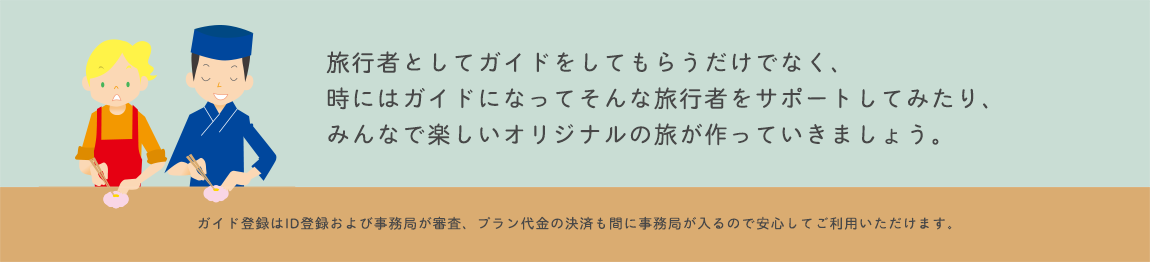 旅行者としてガイドをしてもらうだけでなく、
時にはガイドになってそんな旅行者をサポートしてみたり、
みんなで楽しいオリジナルの旅が作っていきましょう。
ガイド登録はID登録および事務局が審査、プラン代金の決済も間に事務局が入るので安心してご利用いただけます。